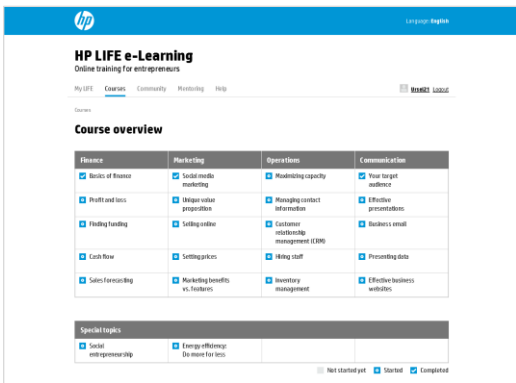 hp
Language: English
HP LIFE e-Learning
Online training for entrepreneurs
My LIFE Courses Community Mentoring Help
Logout
Courses
Course overview
Finance Marketing Operations Communication
Basics of finance
Social media
marketing
Maximizing capacity
Your target
audience
Profit and loss
Unique value
proposition
Managing contact
information
Effective
presentations
Finding funding
Selling online
Customer
relationship
management (CRM)
Business email
Cash flow
Setting prices
Hiring staff
Presenting data
Sales forecasting
Marketing benefits
vs. features
Inventory
management
Effective business
websites
Special topics
Social
entrepreneurship
Energy efficiency:
Do more for less
Not started yet Started Completed